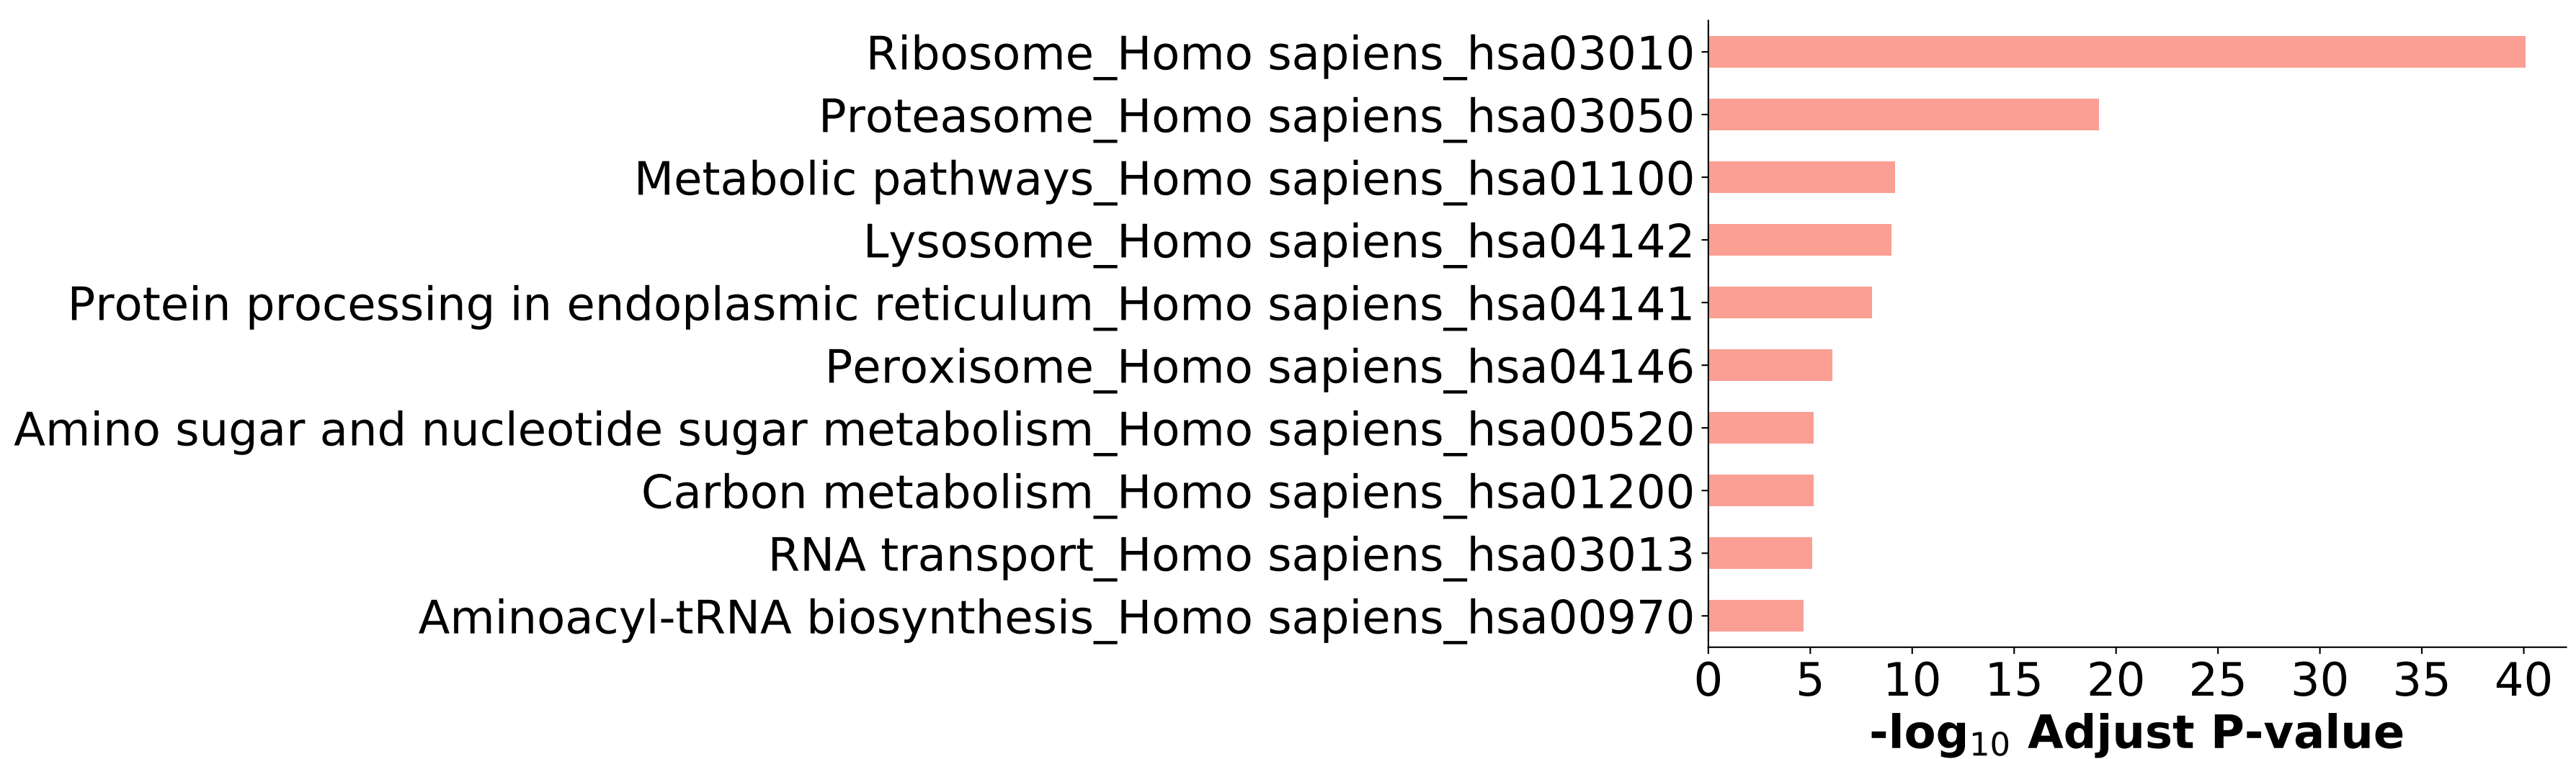 Ribosome_Homo sapiens_hsa03010
Proteasome_Homo sapiens_hsa03050
Metabolic pathways_Homo sapiens_hsa01100
Lysosome_Homo sapiens_hsa04142
Protein processing in endoplasmic reticulum_Homo sapiens_hsa04141
Peroxisome_Homo sapiens_hsa04146
Amino sugar and nucleotide sugar metabolism_Homo sapiens_hsa00520
Carbon metabolism_Homo sapiens_hsa01200
RNA transport_Homo sapiens_hsa03013
Aminoacyl-tRNA biosynthesis_Homo sapiens_hsa00970
0 5 10 15 20 25 30 35 40
-log₁₀ Adjust P-value